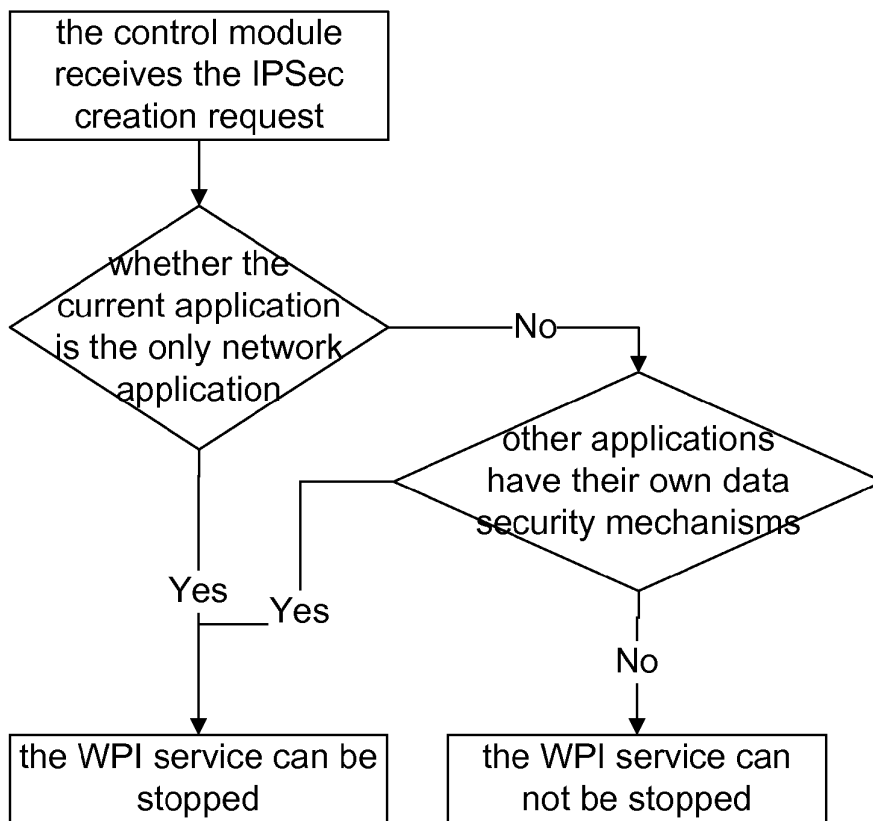 the control module
receives the IPSec
creation request
whether the
current application
is the only network
application
No
other applications
have their own data
security mechanisms
Yes
Yes
No
the WPI service can be
stopped
the WPI service can
not be stopped